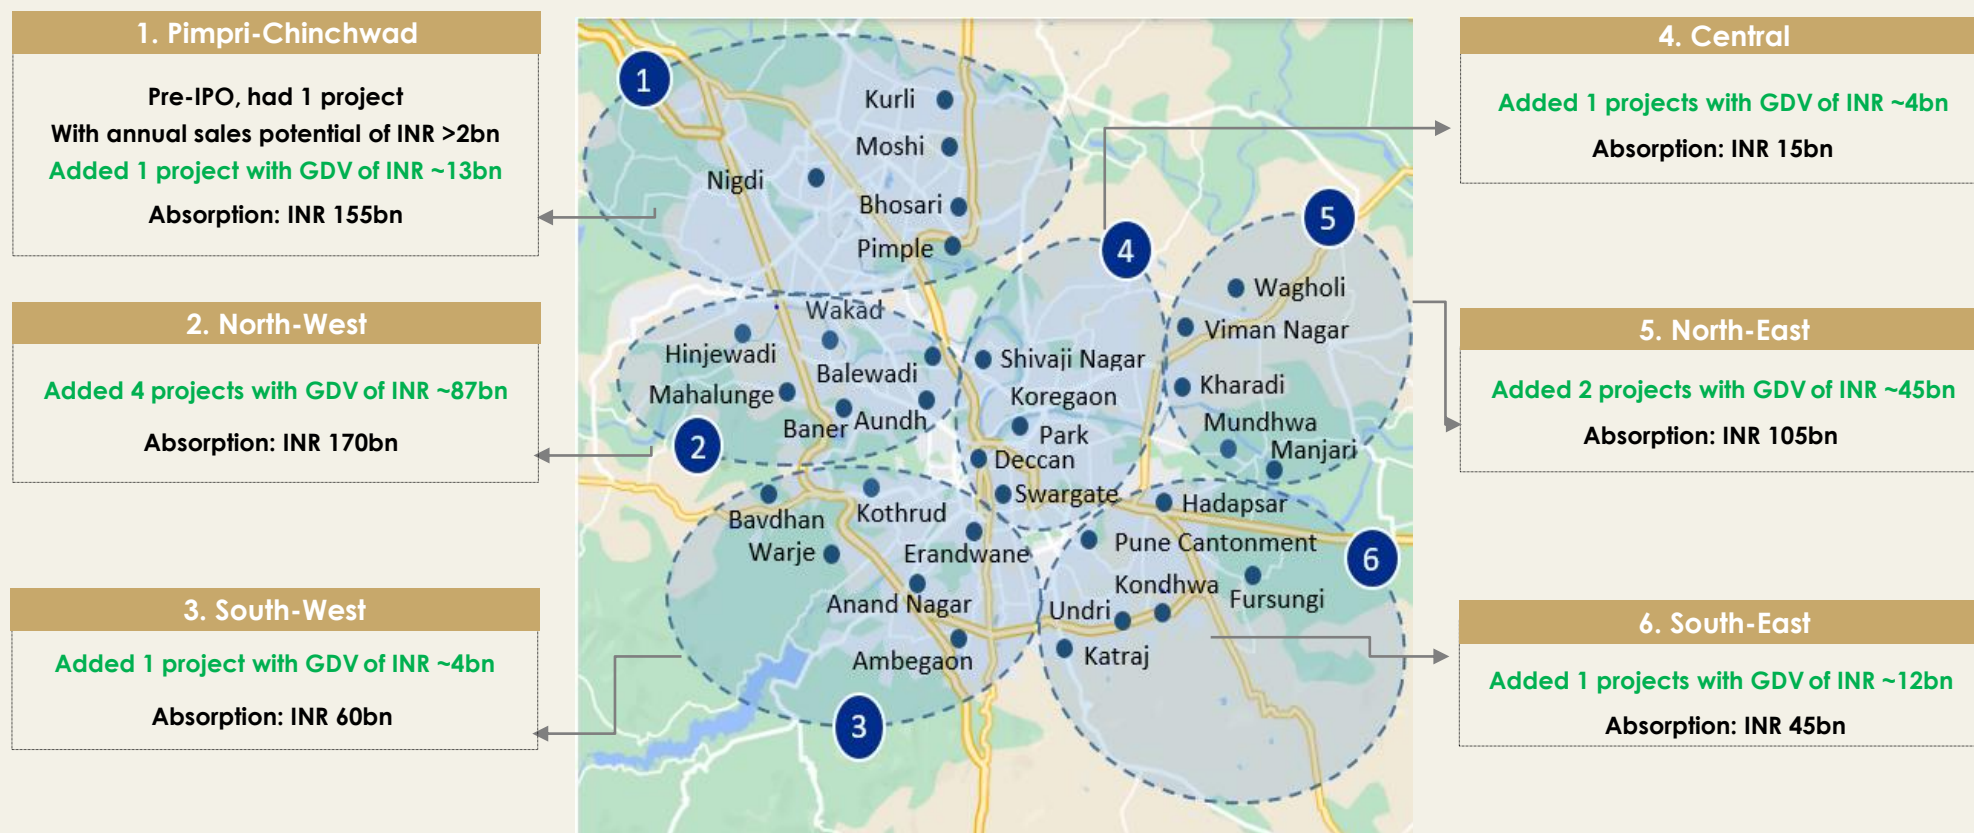 1. Pimpri-Chinchwad
Pre-IPO, had 1 project
With annual sales potential of INR >2bn
Added 1 project with GDV of INR ~13bn
Absorption: INR 155bn
2. North-West
Added 4 projects with GDV of INR ~87bn
Absorption: INR 170bn
3. South-West
Added 1 project with GDV of INR ~4bn
Absorption: INR 60bn
1
Kurli
Moshi
Nigdi
Bhosari
Pimple
Wakad
Hinjewadi
Balewadi
Mahalunge
Baner
Aundh
2
4
Shivaji Nagar
Koregaon
Park
Deccan
Swargate
5
Wagholi
Viman Nagar
Kharadi
Mundhwa
Manjari
Bavdhan
Kothrud
Warje
Erandwane
Anand Nagar
Ambegaon
3
Hadapsar
Pune Cantonment
6
Kondhwa
Fursungi
Undri
Katraj
4. Central
Added 1 projects with GDV of INR ~4bn
Absorption: INR 15bn
5. North-East
Added 2 projects with GDV of INR ~45bn
Absorption: INR 105bn
6. South-East
Added 1 projects with GDV of INR ~12bn
Absorption: INR 45bn